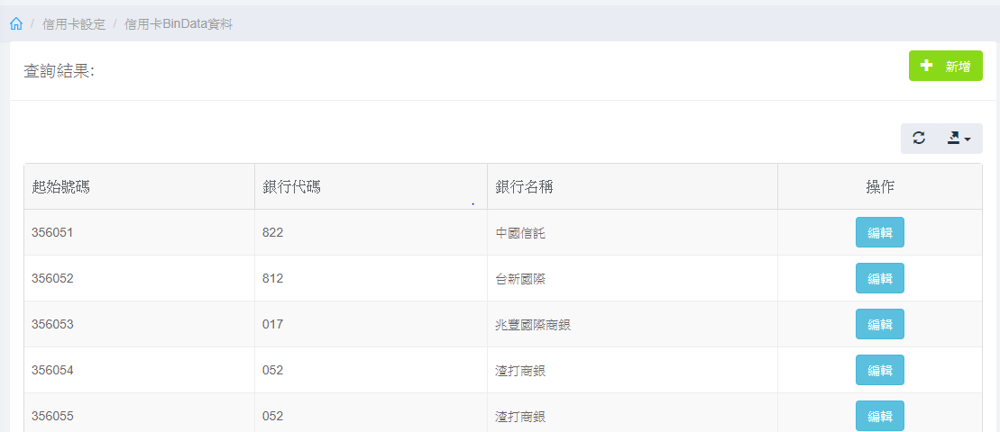 / 信用卡設定 / 信用卡BinData資料
查詢結果:
新增
起始號碼 銀行代碼 銀行名稱 操作
356051 822 中國信託 編輯
356052 812 台新國際 編輯
356053 017 兆豐國際商銀 編輯
356054 052 渣打商銀 編輯
356055 052 渣打商銀 編輯